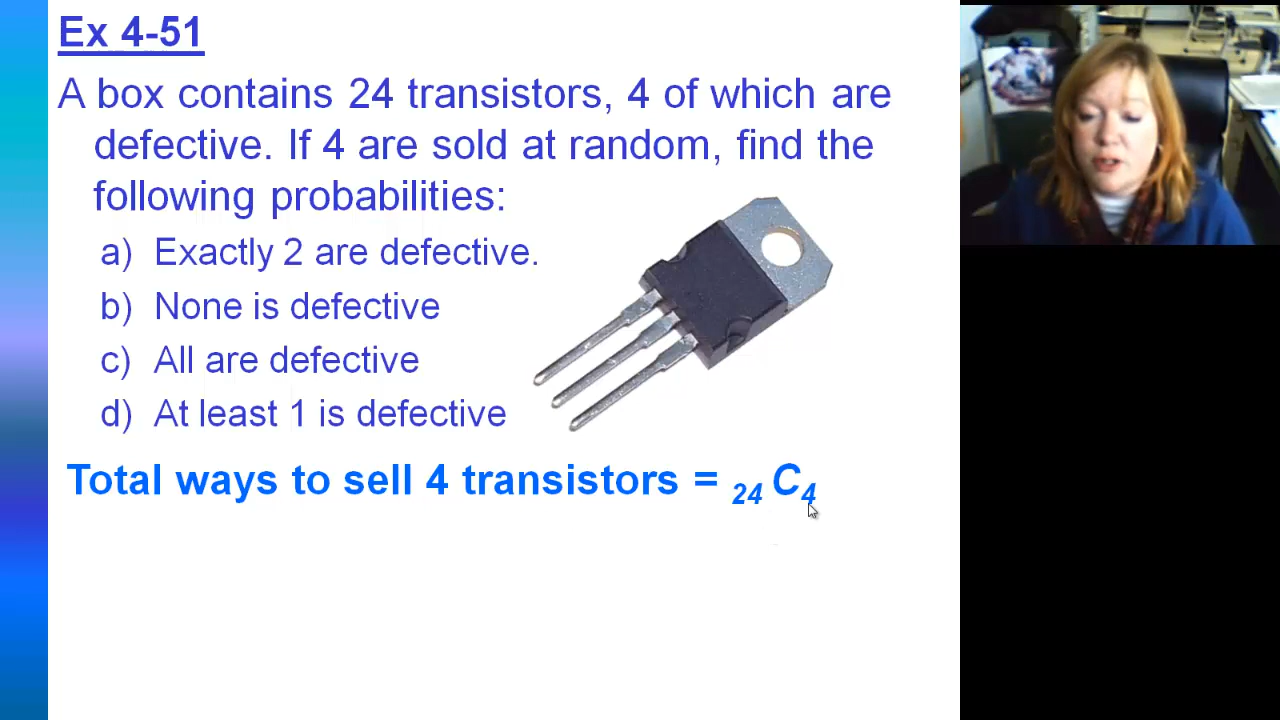 Ex 4-51
A box contains 24 transistors, 4 of which are
defective. If 4 are sold at random, find the
following probabilities:
a) Exactly 2 are defective.
b) None is defective
c) All are defective
d) At least 1 is defective
Total ways to sell 4 transistors = 24 C4